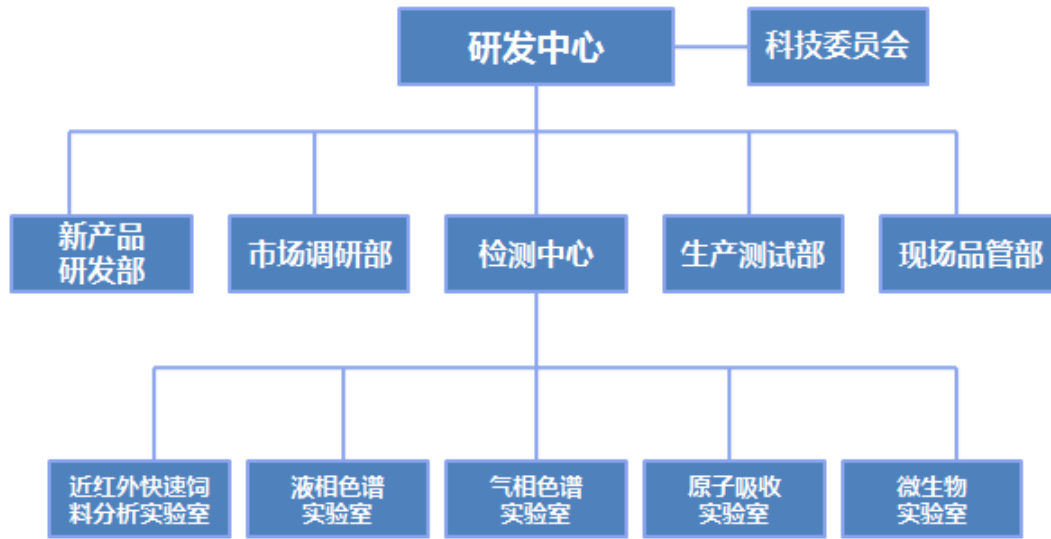 研发中心
科技委员会
新产品
研发部
市场调研部
检测中心
生产测试部
现场品管部
近红外快速饲
料分析实验室
液相色谱
实验室
气相色谱
实验室
原子吸收
实验室
微生物
实验室